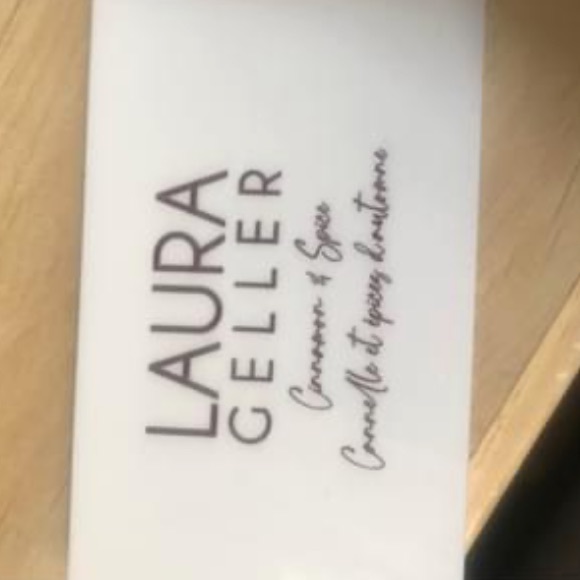 LAURA
GELLER
Cinnamon & Spice
Cannelle et épices d'automne